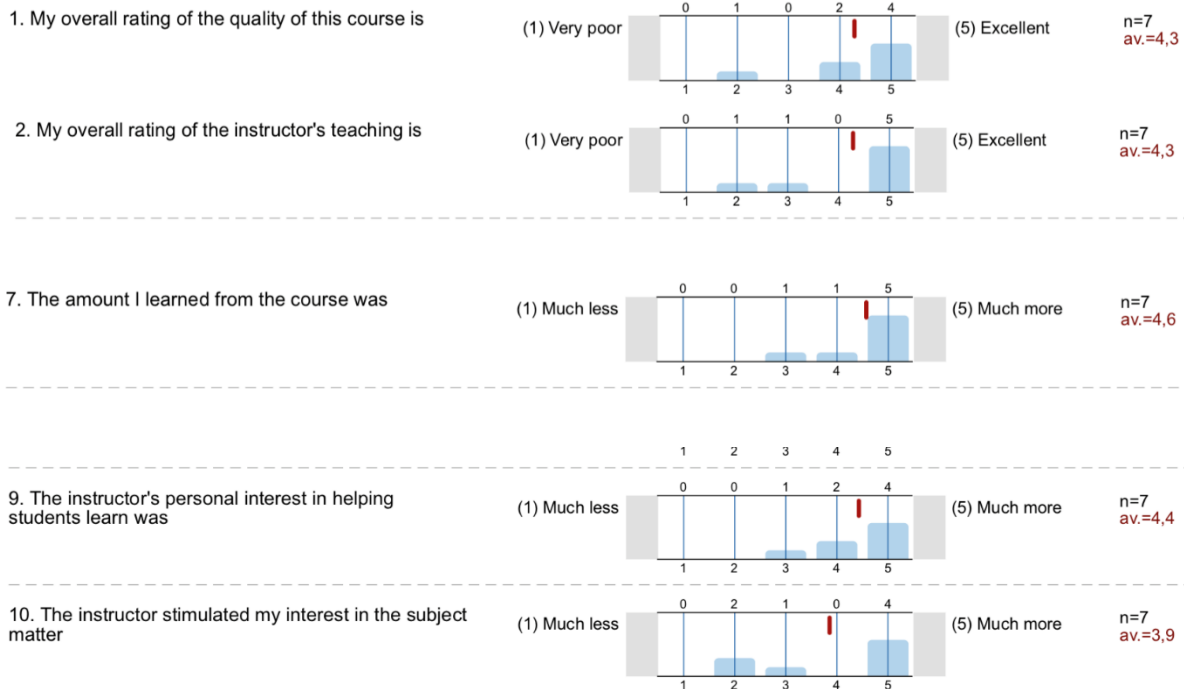 1. My overall rating of the quality of this course is
0 1 0 2 4
(1) Very poor
(5) Excellent
n=7
av.=4,3
1 2 3 4 5
2. My overall rating of the instructor's teaching is
0 1 1 0 5
(1) Very poor
(5) Excellent
n=7
av.=4,3
1 2 3 4 5
7. The amount I learned from the course was
0 0 1 1 5
(1) Much less
(5) Much more
n=7
av.=4,6
1 2 3 4 5
1 2 3 4 5
9. The instructor's personal interest in helping
students learn was
0 0 1 2 4
(1) Much less
(5) Much more
n=7
av.=4,4
1 2 3 4 5
10. The instructor stimulated my interest in the subject
matter
0 2 1 0 4
(1) Much less
(5) Much more
n=7
av.=3,9
1 2 3 4 5